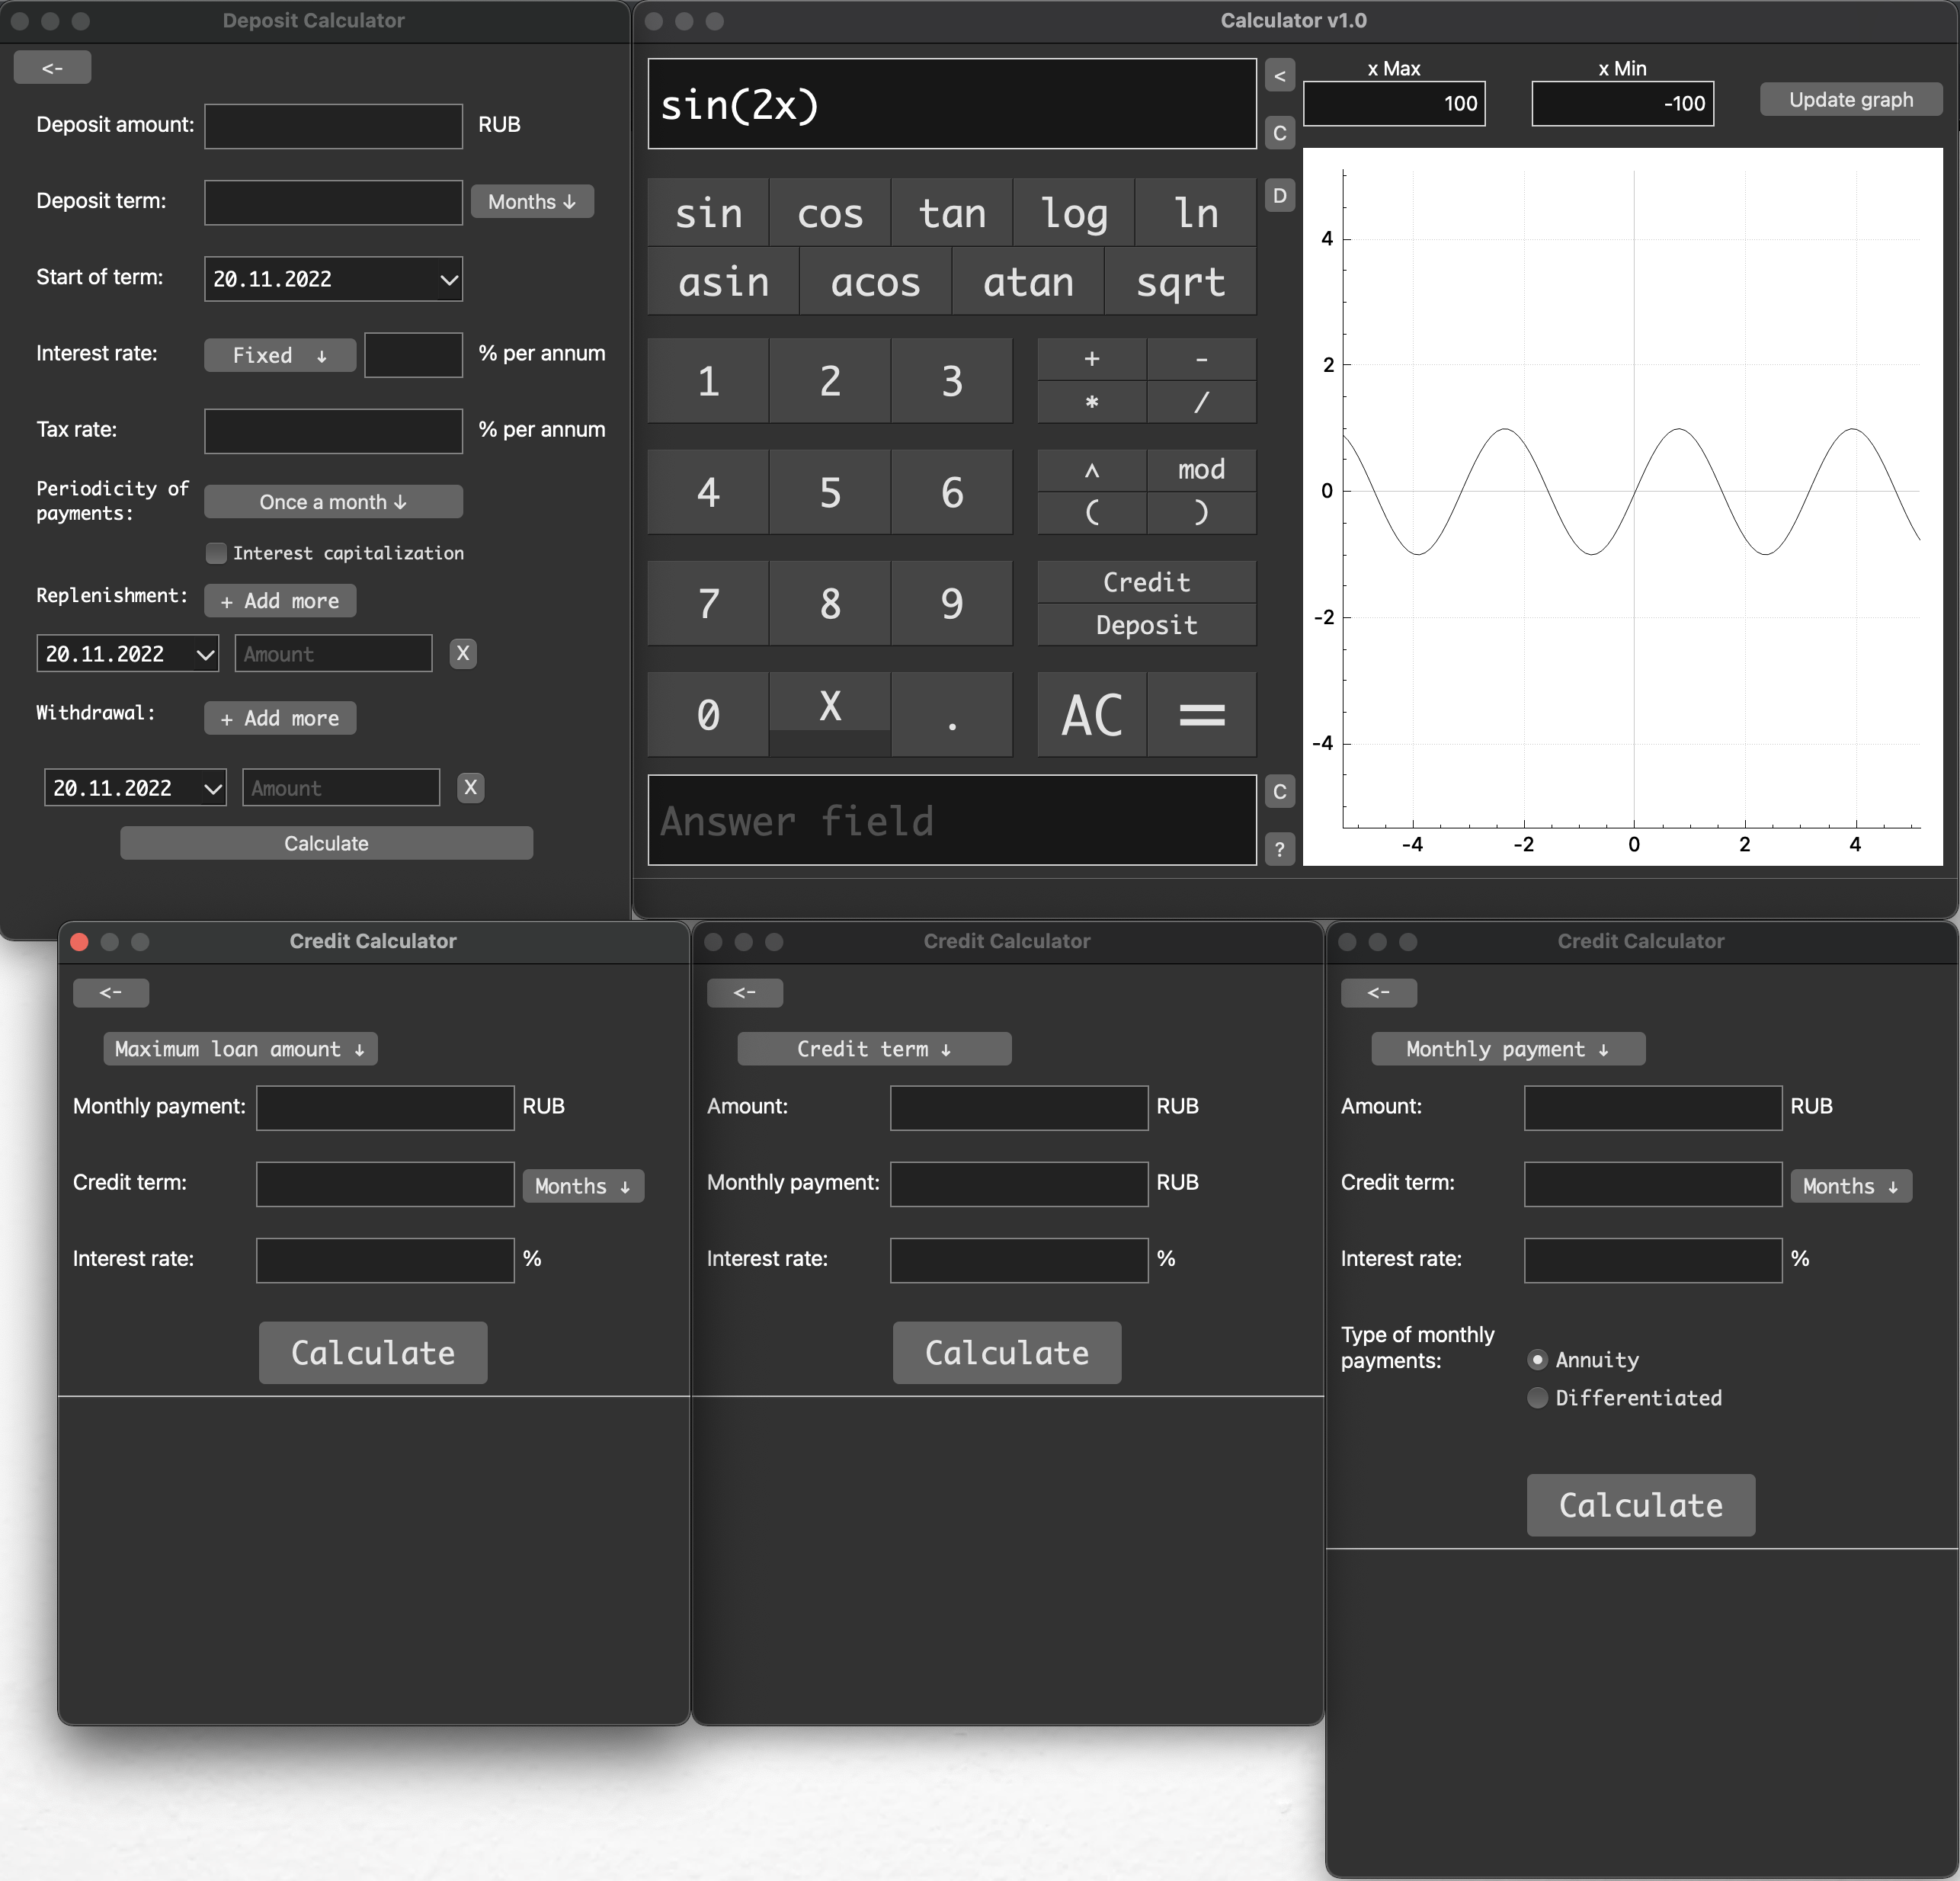 Deposit Calculator
<-
Deposit amount: RUB
Deposit term: Months ↓
Start of term: 20.11.2022
Interest rate: Fixed ↓ % per annum
Tax rate: % per annum
Periodicity of
payments:
Once a month ↓
Interest capitalization
Replenishment: + Add more
20.11.2022 Amount X
Withdrawal: + Add more
20.11.2022 Amount X
Calculate
Calculator v1.0
sin(2x)
<
C
D
sin cos tan log ln
asin acos atan sqrt
1 2 3 + -
* /
4 5 6 ^ mod
( )
7 8 9 Credit
Deposit
0 X . AC =
Answer field
C
?
x Max x Min
100 -100 Update graph
4
2
0
-2
-4
-4 -2 0 2 4
Credit Calculator
<-
Maximum loan amount ↓
Monthly payment: RUB
Credit term: Months ↓
Interest rate: %
Calculate
Credit Calculator
<-
Credit term ↓
Amount: RUB
Monthly payment: RUB
Interest rate: %
Calculate
Credit Calculator
<-
Monthly payment ↓
Amount: RUB
Credit term: Months ↓
Interest rate: %
Type of monthly
payments:
Annuity
Differentiated
Calculate